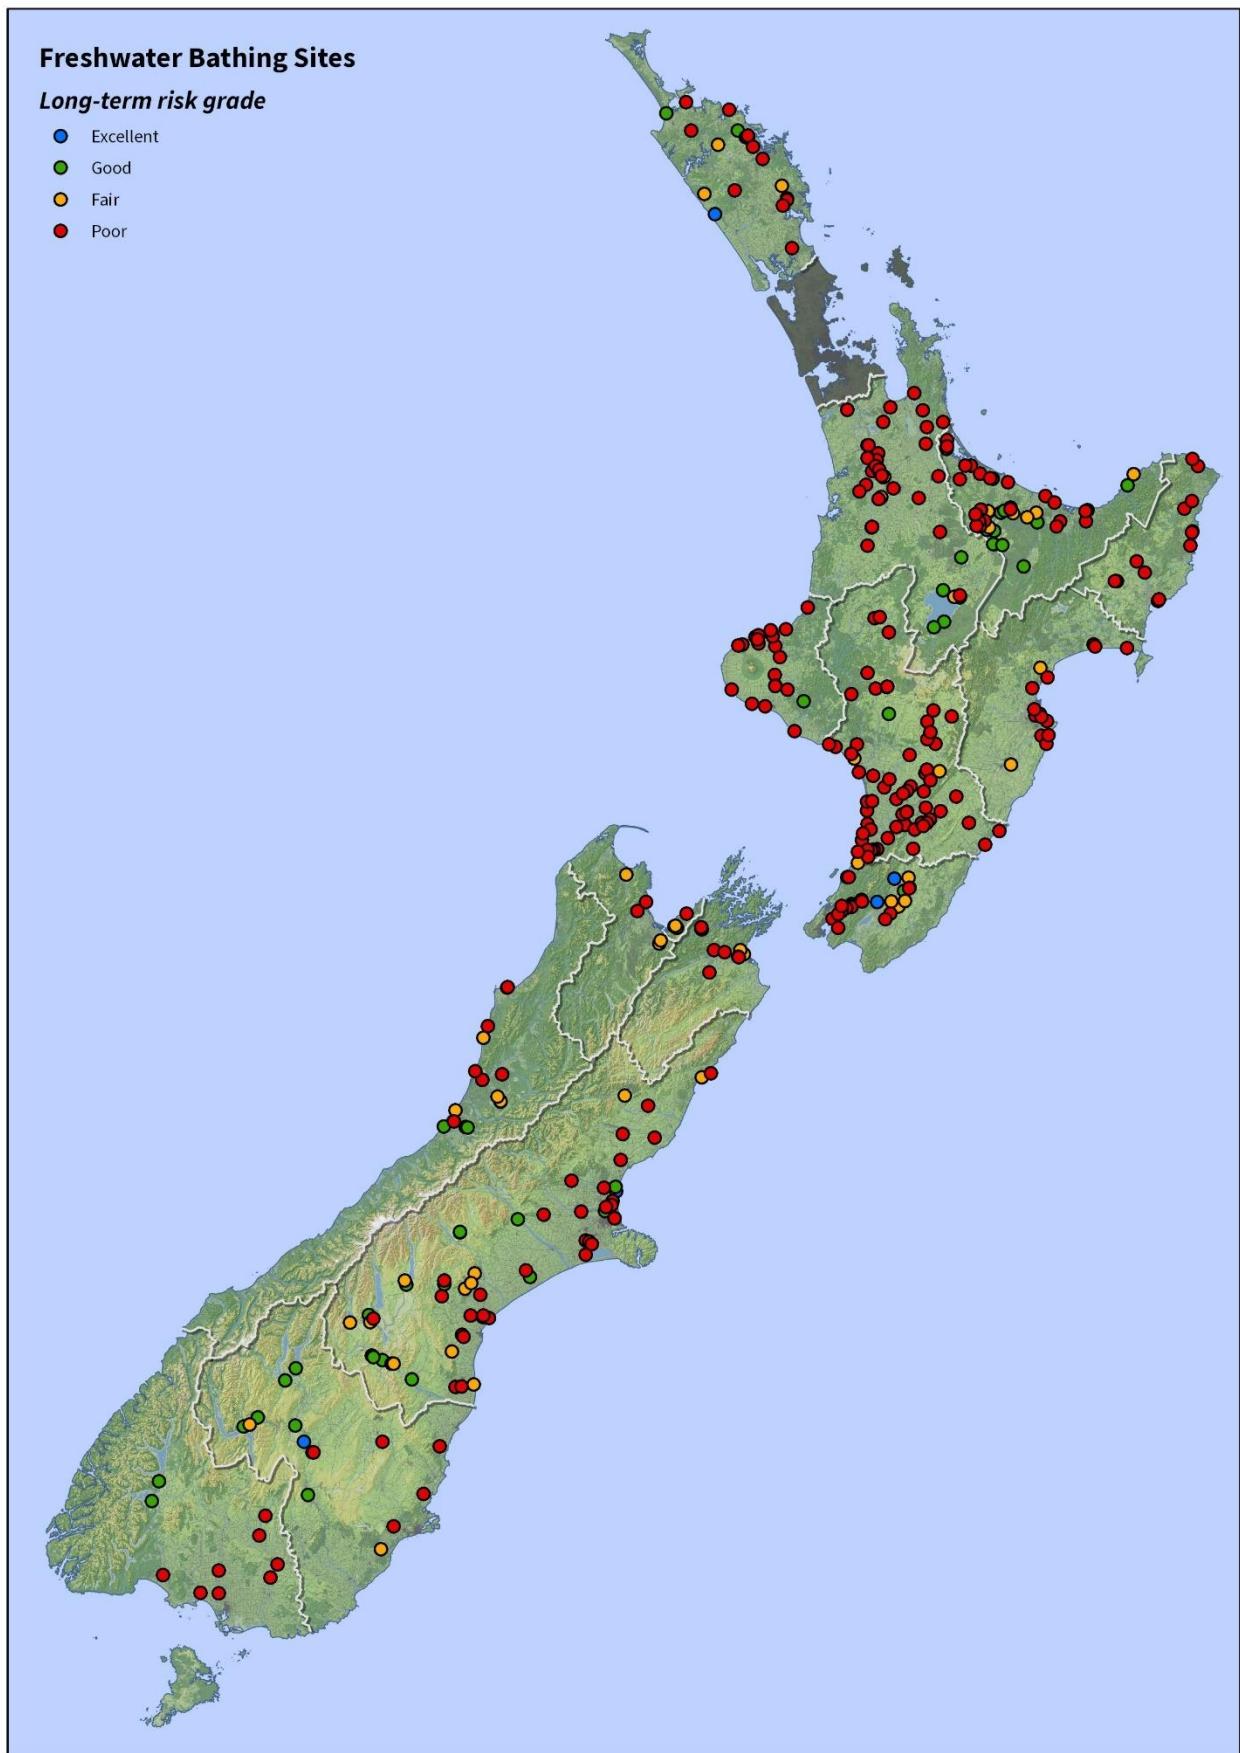 Freshwater Bathing Sites
Long-term risk grade
Excellent
Good
Fair
Poor